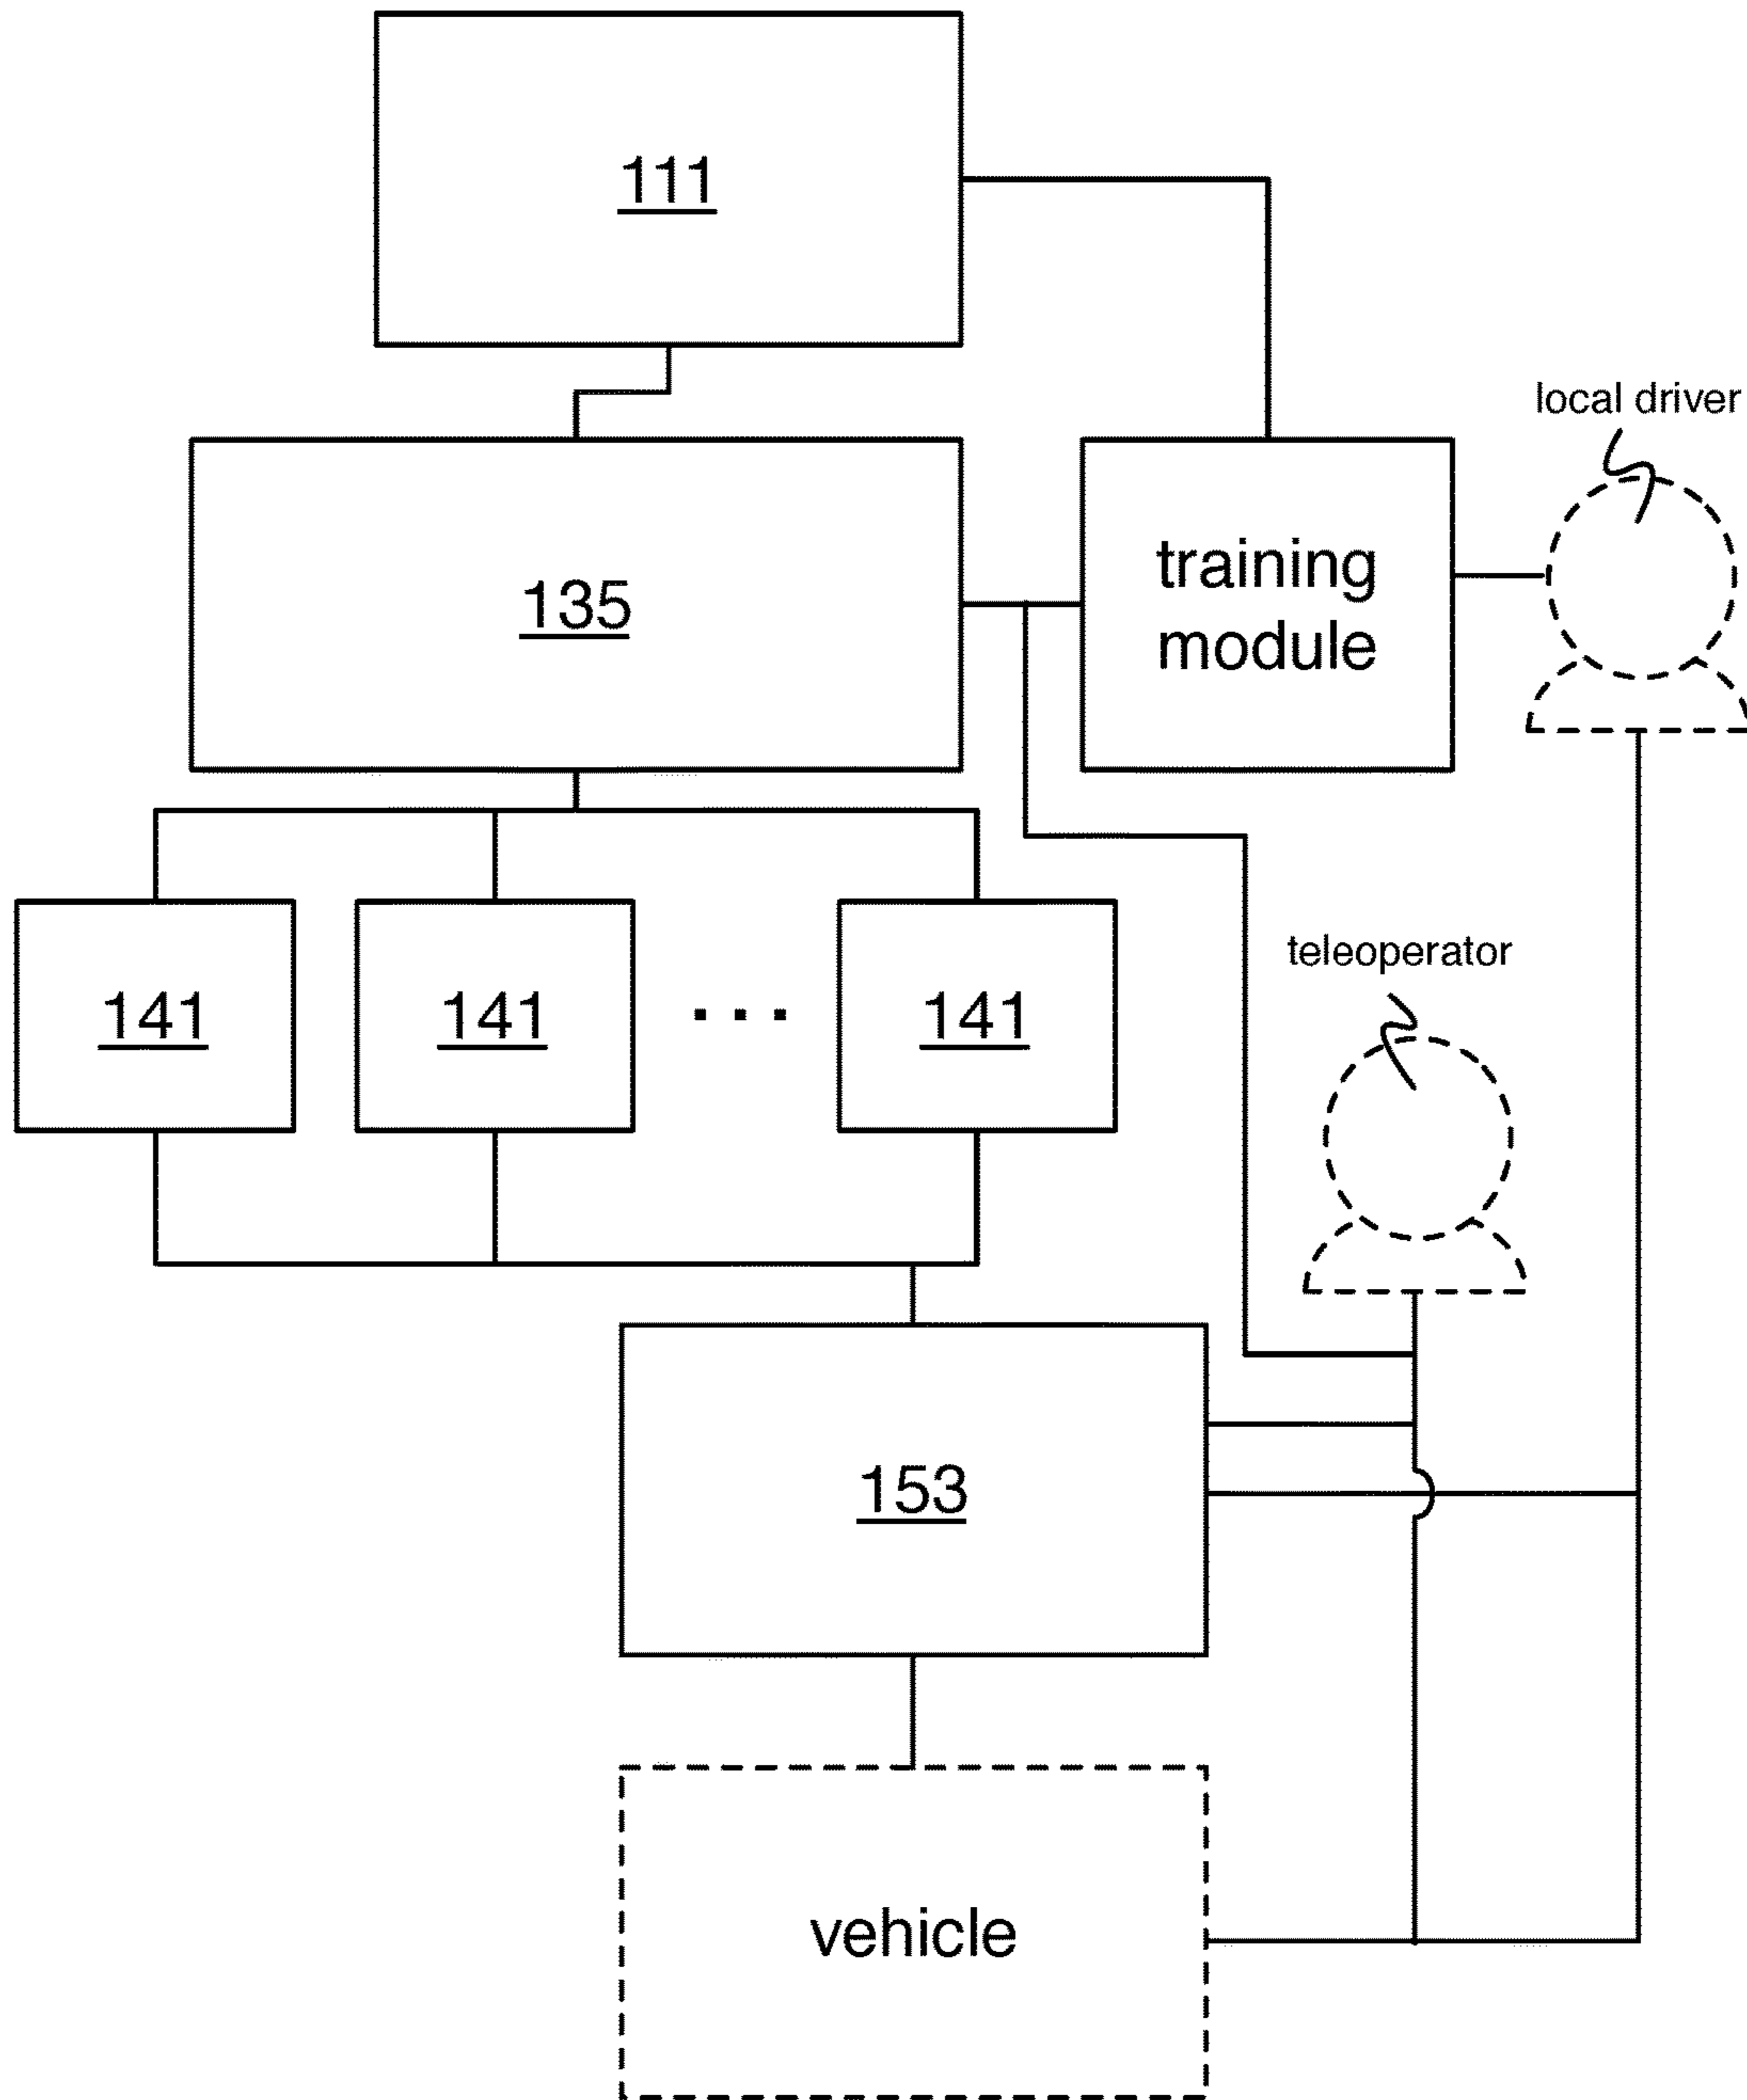 111
local driver
135
training
module
teleoperator
141 141 ... 141
153
vehicle